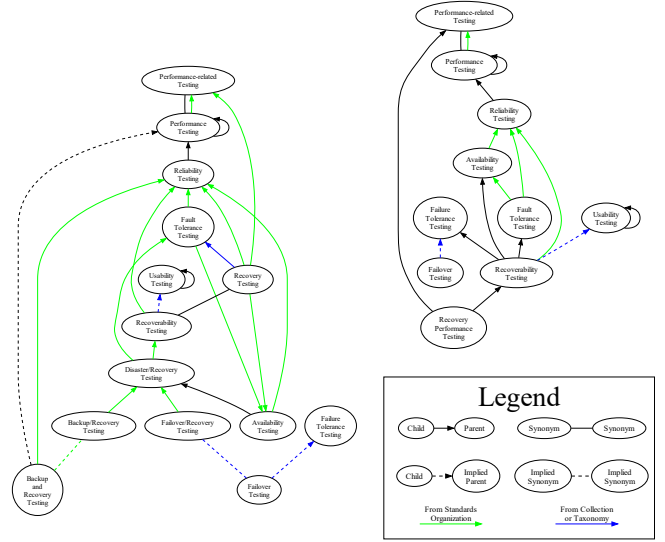 Performance-related
Testing
Performance
Testing
Reliability
Testing
Fault
Tolerance
Testing
Usability
Testing
Recovery
Testing
Recoverability
Testing
Disaster/Recovery
Testing
Backup/Recovery
Testing
Failover/Recovery
Testing
Availability
Testing
Failure
Tolerance
Testing
Backup
and
Recovery
Testing
Failover
Testing
Performance-related
Testing
Performance
Testing
Reliability
Testing
Availability
Testing
Failure
Tolerance
Testing
Fault
Tolerance
Testing
Usability
Testing
Failover
Testing
Recoverability
Testing
Recovery
Performance
Testing
Legend
Child
Parent
Synonym
Synonym
Child
Implied
Parent
Implied
Synonym
Implied
Synonym
From Standards
Organization
From Collection
or Taxonomy